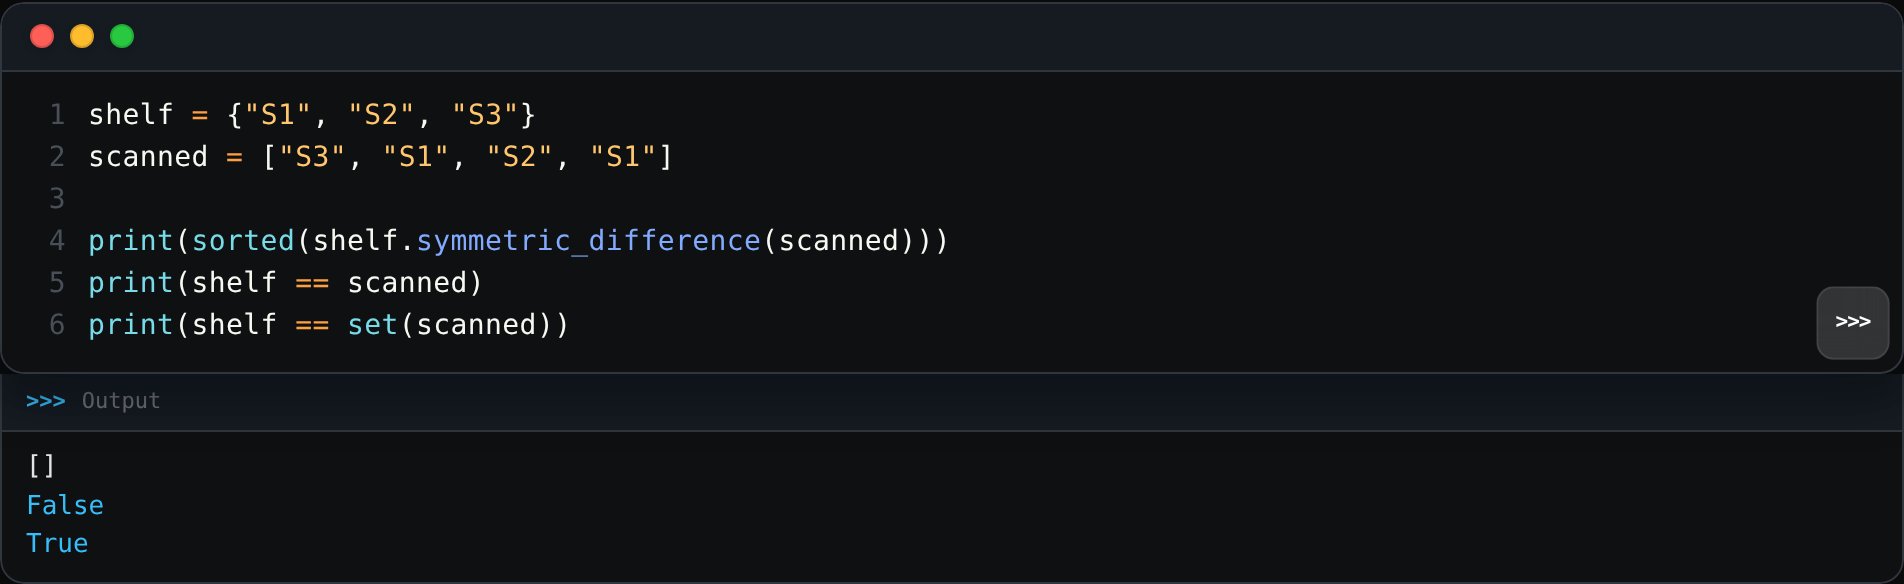 1 shelf = {"S1", "S2", "S3"}
2 scanned = ["S3", "S1", "S2", "S1"]
3
4 print(sorted(shelf.symmetric_difference(scanned)))
5 print(shelf == scanned)
6 print(shelf == set(scanned))
>>>
>>> Output
[]
False
True